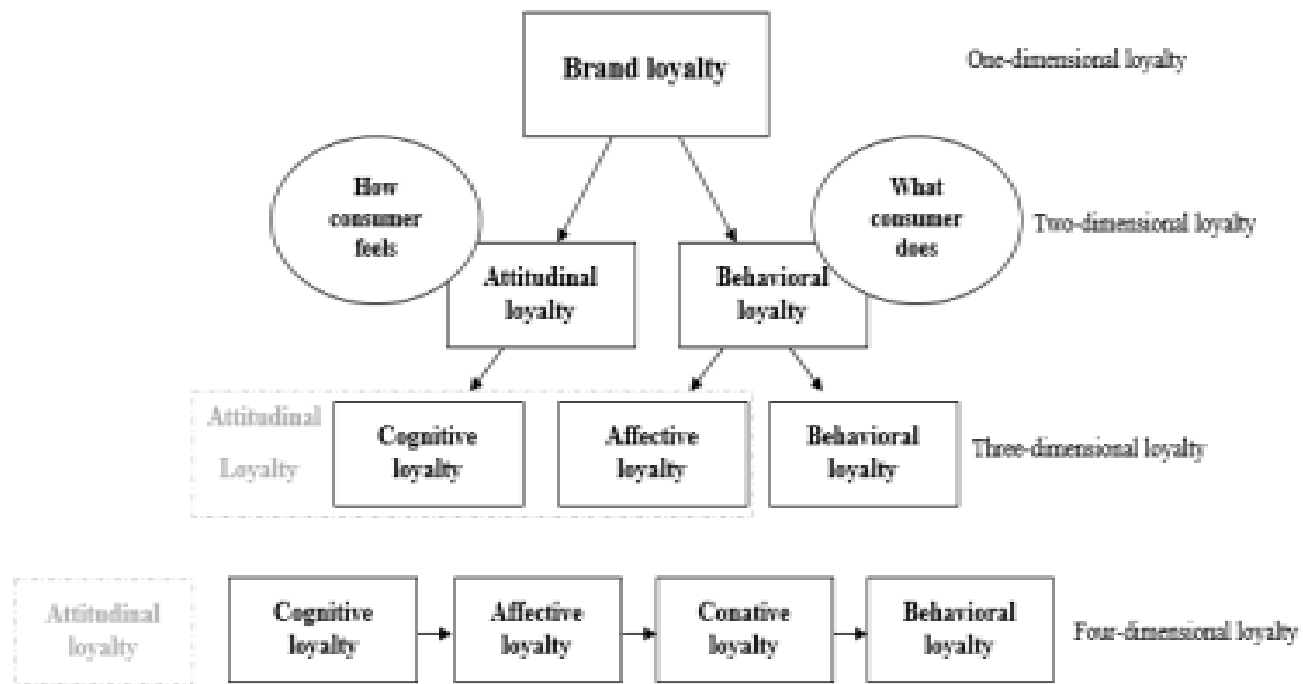 Brand loyalty
One-dimensional loyalty
How
consumer
feels
What
consumer
does
Two-dimensional loyalty
Attitudinal
loyalty
Behavioral
loyalty
Attitudinal
Loyalty
Cognitive
loyalty
Affective
loyalty
Behavioral
loyalty
Three-dimensional loyalty
Attitudinal
loyalty
Cognitive
loyalty
Affective
loyalty
Conative
loyalty
Behavioral
loyalty
Four-dimensional loyalty